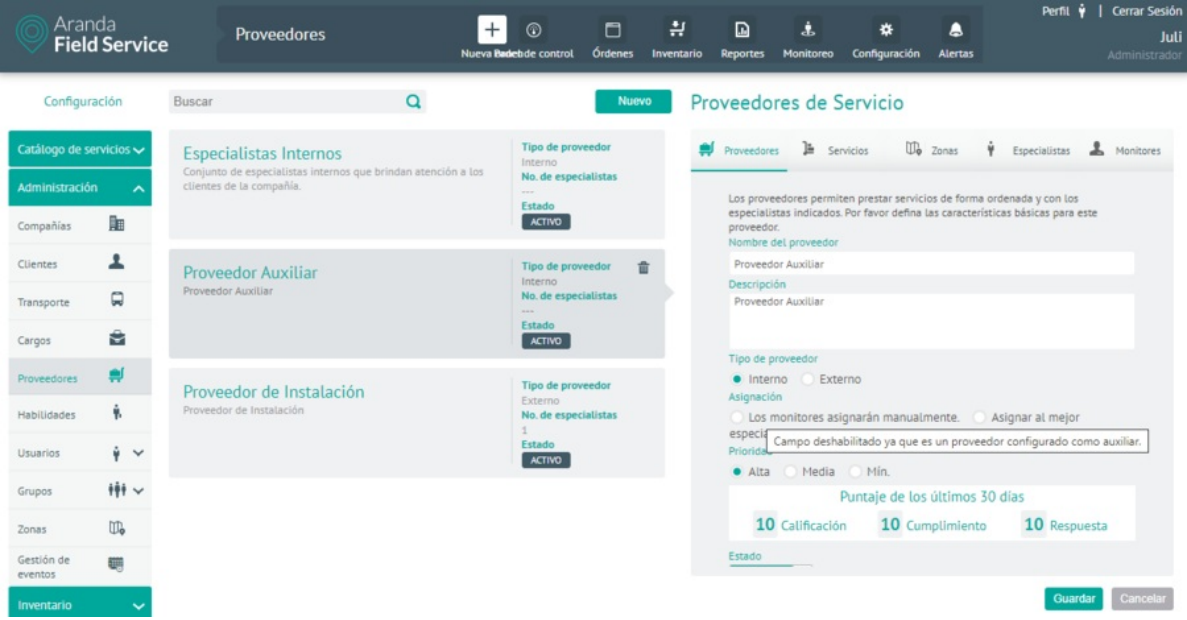 Aranda
Field Service
Proveedores
Nueva
Panel de control
Órdenes
Inventario
Reportes
Monitoreo
Configuración
Alertas
Perfil | Cerrar Sesión
Juli
Administrador
Configuración
Catálogo de servicios
Administración
Compañías
Clientes
Transporte
Cargos
Proveedores
Habilidades
Usuarios
Grupos
Zonas
Gestión de
eventos
Inventario
Buscar
Nuevo
Especialistas Internos
Conjunto de especialistas internos que brindan atención a los
clientes de la compañía.
Tipo de proveedor
Interno
No. de especialistas
---
Estado
ACTIVO
Proveedor Auxiliar
Proveedor Auxiliar
Tipo de proveedor
Interno
No. de especialistas
---
Estado
ACTIVO
Proveedor de Instalación
Proveedor de Instalación
Tipo de proveedor
Externo
No. de especialistas
1
Estado
ACTIVO
Proveedores de Servicio
Proveedores
Servicios
Zonas
Especialistas
Monitores
Los proveedores permiten prestar servicios de forma ordenada y con los
especialistas indicados. Por favor defina las características básicas para este
proveedor.
Nombre del proveedor
Proveedor Auxiliar
Descripción
Proveedor Auxiliar
Tipo de proveedor
Interno Externo
Asignación
Los monitores asignarán manualmente. Asignar al mejor
especia
Campo deshabilitado ya que es un proveedor configurado como auxiliar.
Prioridad
Alta Media Mín.
Puntaje de los últimos 30 días
10 Calificación 10 Cumplimiento 10 Respuesta
Estado
Guardar Cancelar